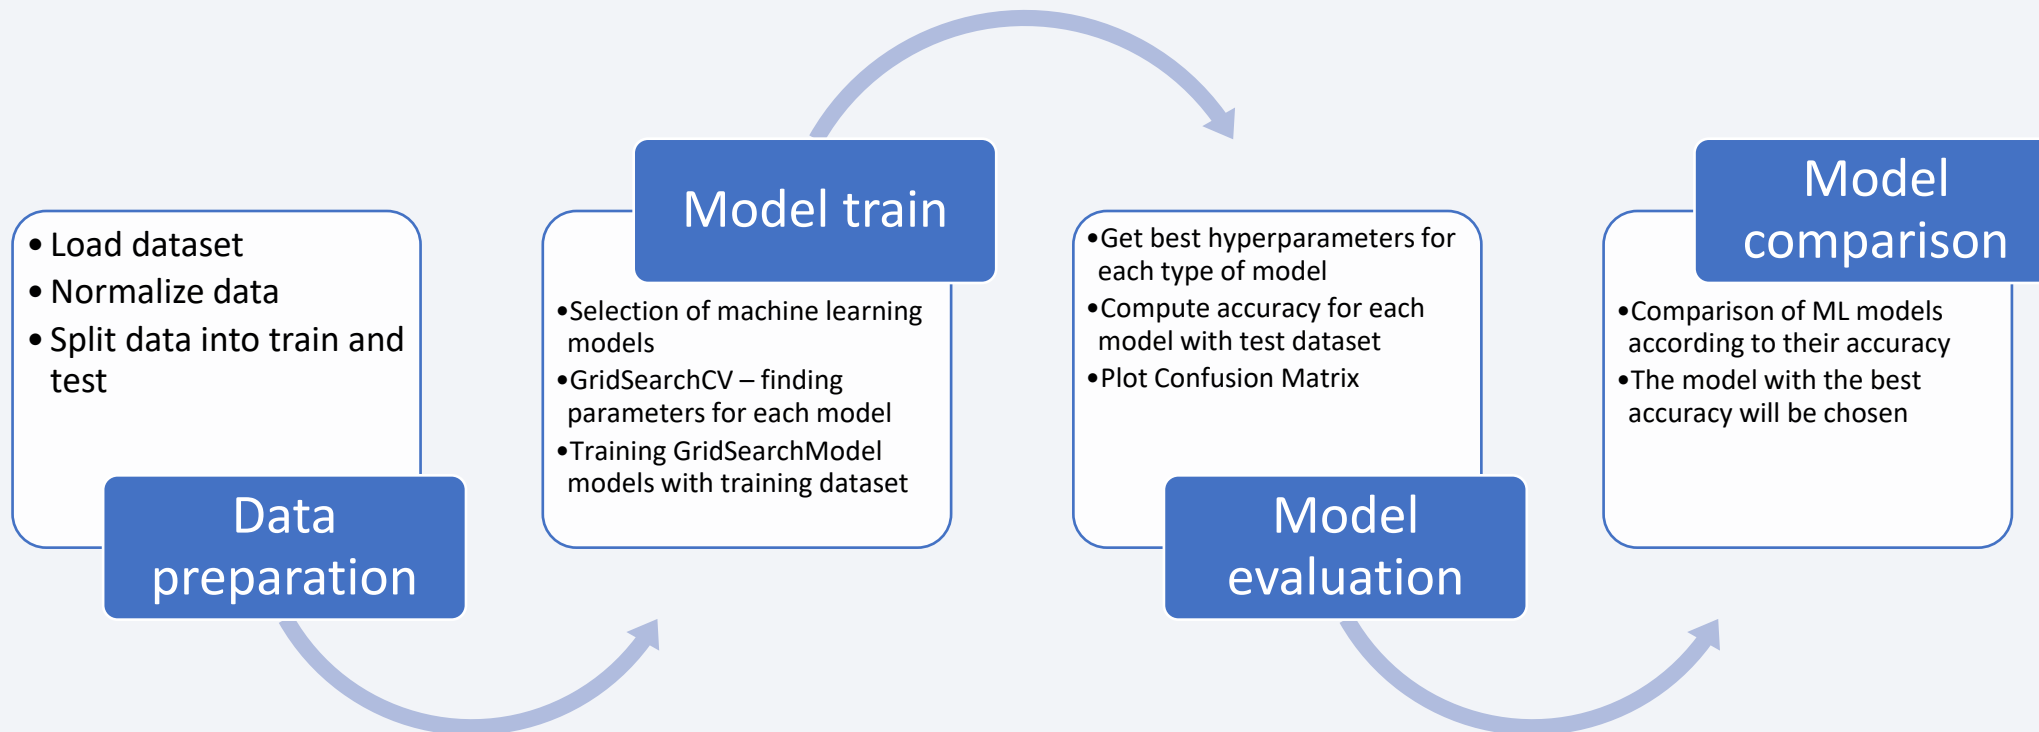 • Load dataset
• Normalize data
• Split data into train and
test
Data
preparation
Model train
•Selection of machine learning
models
•GridSearchCV – finding
parameters for each model
•Training GridSearchModel
models with training dataset
•Get best hyperparameters for
each type of model
•Compute accuracy for each
model with test dataset
•Plot Confusion Matrix
Model
evaluation
Model
comparison
•Comparison of ML models
according to their accuracy
•The model with the best
accuracy will be chosen